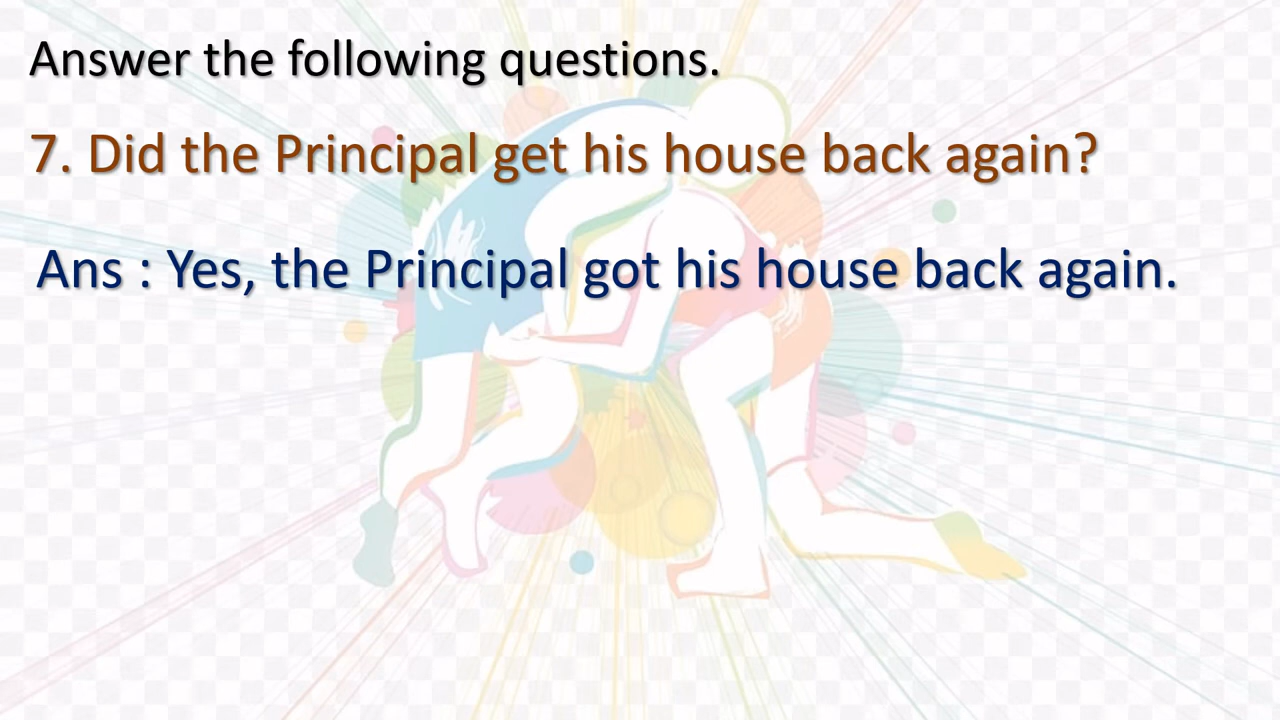 Answer the following questions.
7. Did the Principal get his house back again?
Ans : Yes, the Principal got his house back again.